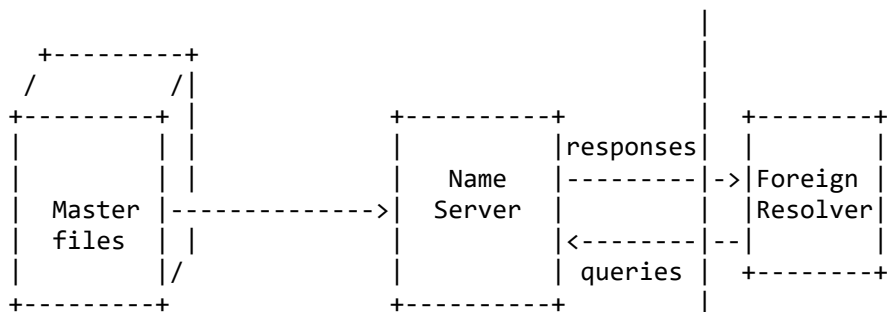 responses
Name Foreign
Master Server Resolver
files
queries